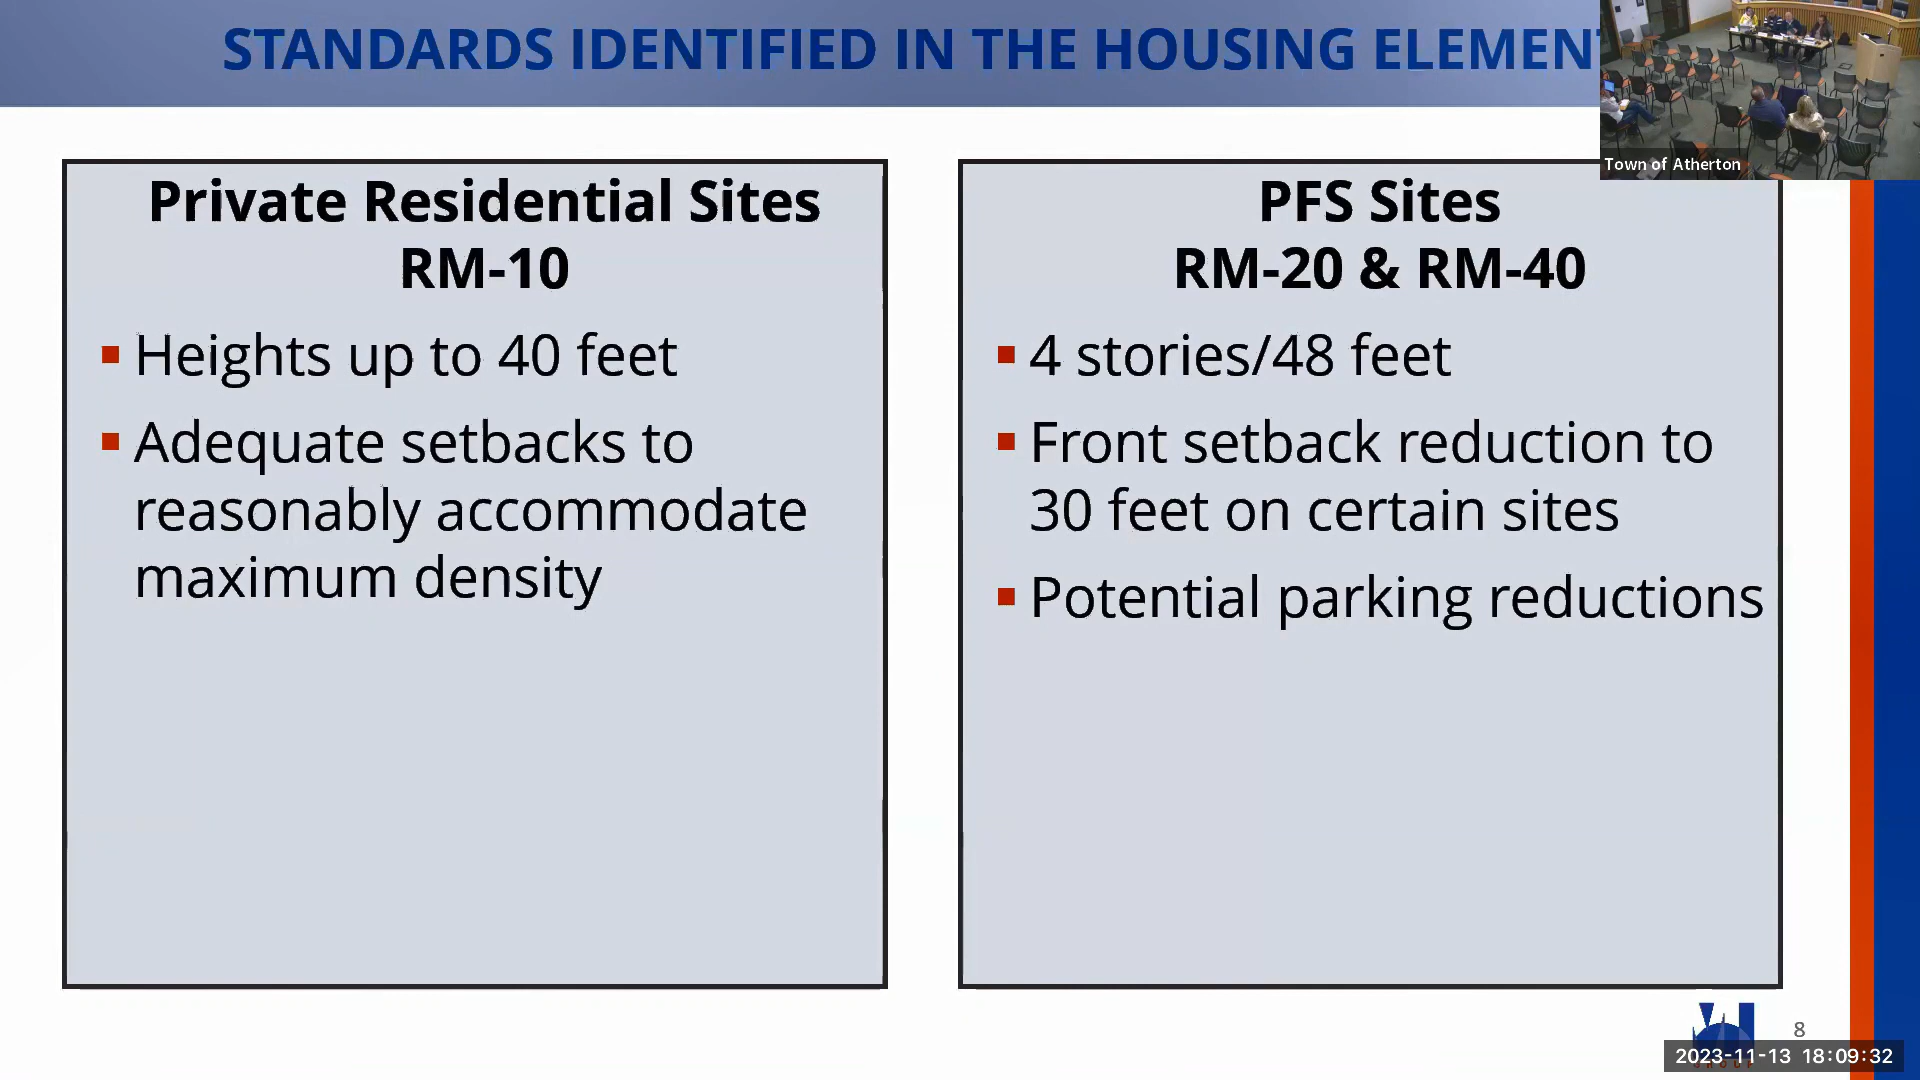 STANDARDS IDENTIFIED IN THE HOUSING ELEMENT
Town of Atherton
Private Residential Sites
RM-10
Heights up to 40 feet
Adequate setbacks to
reasonably accommodate
maximum density
PFS Sites
RM-20 & RM-40
4 stories/48 feet
Front setback reduction to
30 feet on certain sites
Potential parking reductions
8
2023-11-13 18:09:32